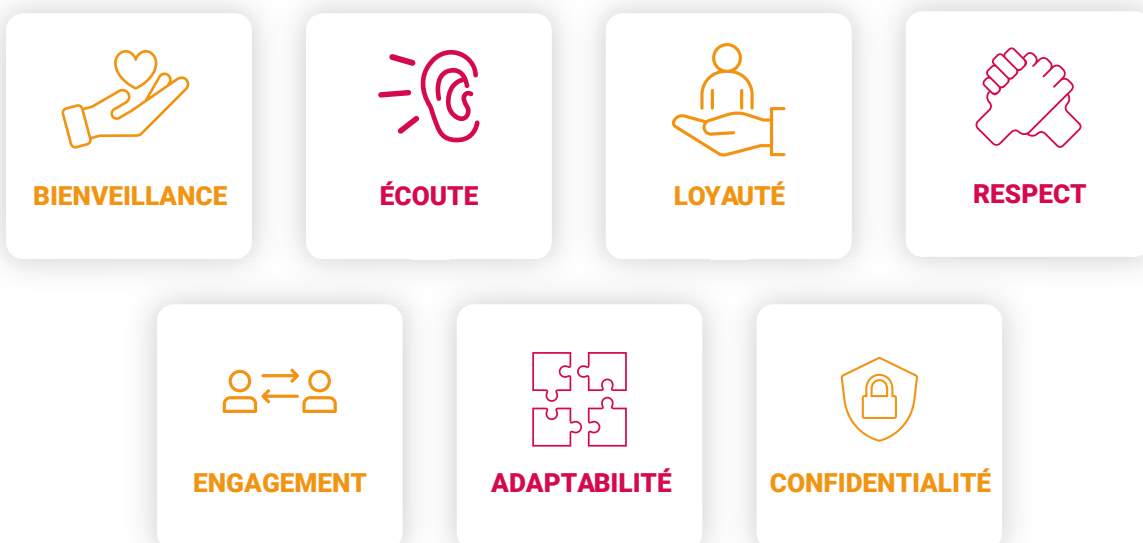 BIENVEILLANCE
ÉCOUTE
LOYAUTÉ
RESPECT
ENGAGEMENT
ADAPTABILITÉ
CONFIDENTIALITÉ